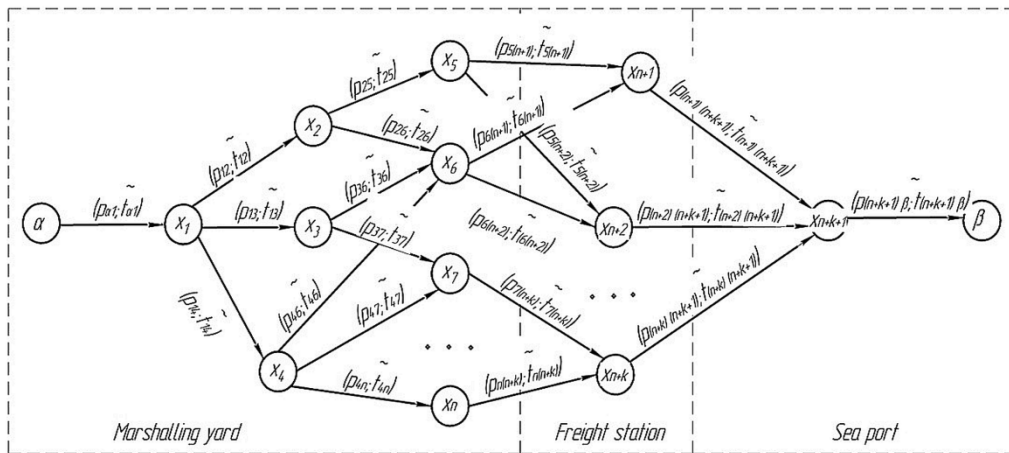 α
(pα1; t̃α1)
X1
(p12; t̃12)
X2
(p25; t̃25)
X5
(p5(n+1); t̃5(n+1))
Xn+1
(p(n+1) (n+k+1); t̃(n+1) (n+k+1))
(p26; t̃26)
(p6(n+1); t̃6(n+1))
(p5(n+2); t̃5(n+2))
(p13; t̃13)
X3
(p36; t̃36)
X6
(p6(n+2); t̃(6(n+2))
Xn+2
(p(n+2) (n+k+1); t̃(n+2) (n+k+1))
Xn+k+1
(p(n+k+1) β; t̃(n+k+1) β)
β
(p37; t̃37)
(p14; t̃14)
X4
(p46; t̃46)
(p47; t̃47)
X7
(p7(n+k); t̃7(n+k))
. . .
(p(n+k) (n+k+1); t̃(n+k) (n+k+1))
. . .
(p4n; t̃4n)
Xn
(pn(n+k); t̃n(n+k))
Xn+k
Marshalling yard
Freight station
Sea port